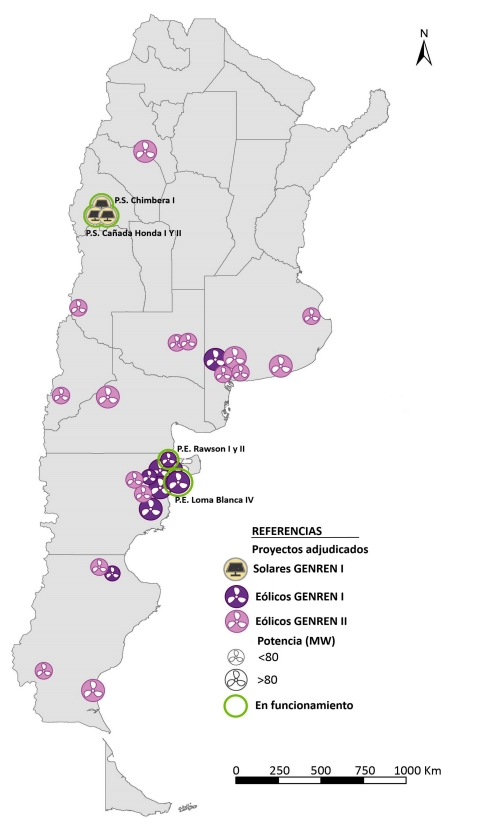 N
P.S. Chimbera I
P.S. Cañada Honda I Y II
P.E. Rawson I y II
P.E. Loma Blanca IV
REFERENCIAS
Proyectos adjudicados
Solares GENREN I
Eólicos GENREN I
Eólicos GENREN II
Potencia (MW)
<80
>80
En funcionamiento
0 250 500 750 1000 Km